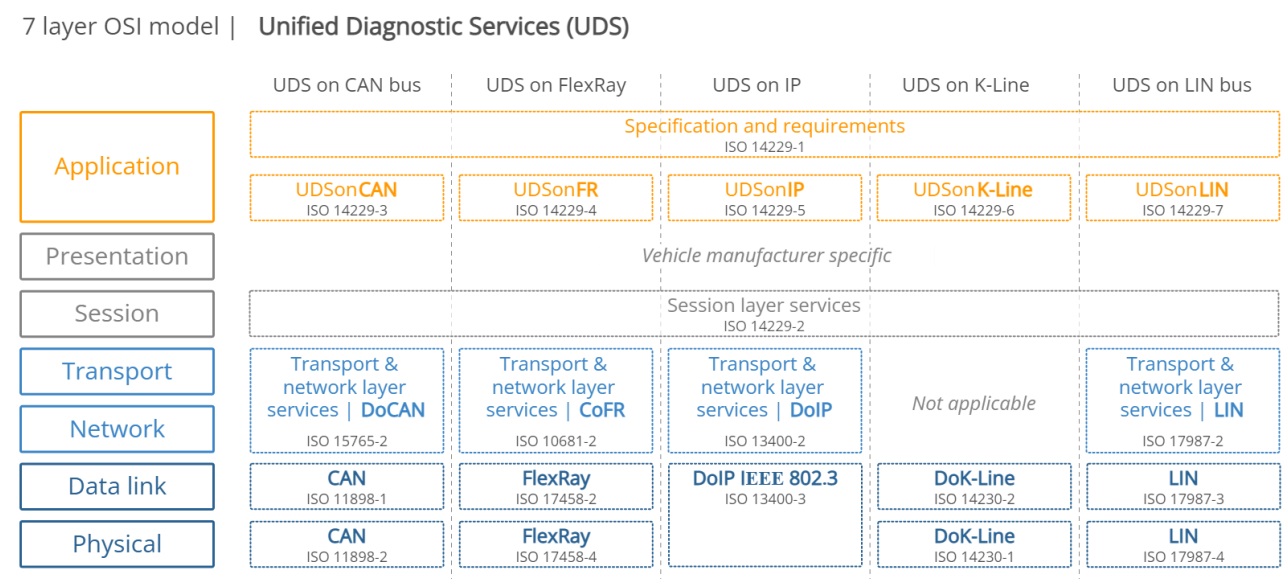 7 layer OSI model | Unified Diagnostic Services (UDS)
UDS on CAN bus
UDS on FlexRay
UDS on IP
UDS on K-Line
UDS on LIN bus
Application
Specification and requirements
ISO 14229-1
UDSonCAN
ISO 14229-3
UDSonFR
ISO 14229-4
UDSonIP
ISO 14229-5
UDSonK-Line
ISO 14229-6
UDSonLIN
ISO 14229-7
Presentation
Vehicle manufacturer specific
Session
Session layer services
ISO 14229-2
Transport
Network
Transport &
network layer
services | DoCAN
ISO 15765-2
Transport &
network layer
services | CoFR
ISO 10681-2
Transport &
network layer
services | DoIP
ISO 13400-2
Not applicable
Transport &
network layer
services | LIN
ISO 17987-2
Data link
CAN
ISO 11898-1
FlexRay
ISO 17458-2
DoIP IEEE 802.3
ISO 13400-3
DoK-Line
ISO 14230-2
LIN
ISO 17987-3
Physical
CAN
ISO 11898-2
FlexRay
ISO 17458-4
DoK-Line
ISO 14230-1
LIN
ISO 17987-4